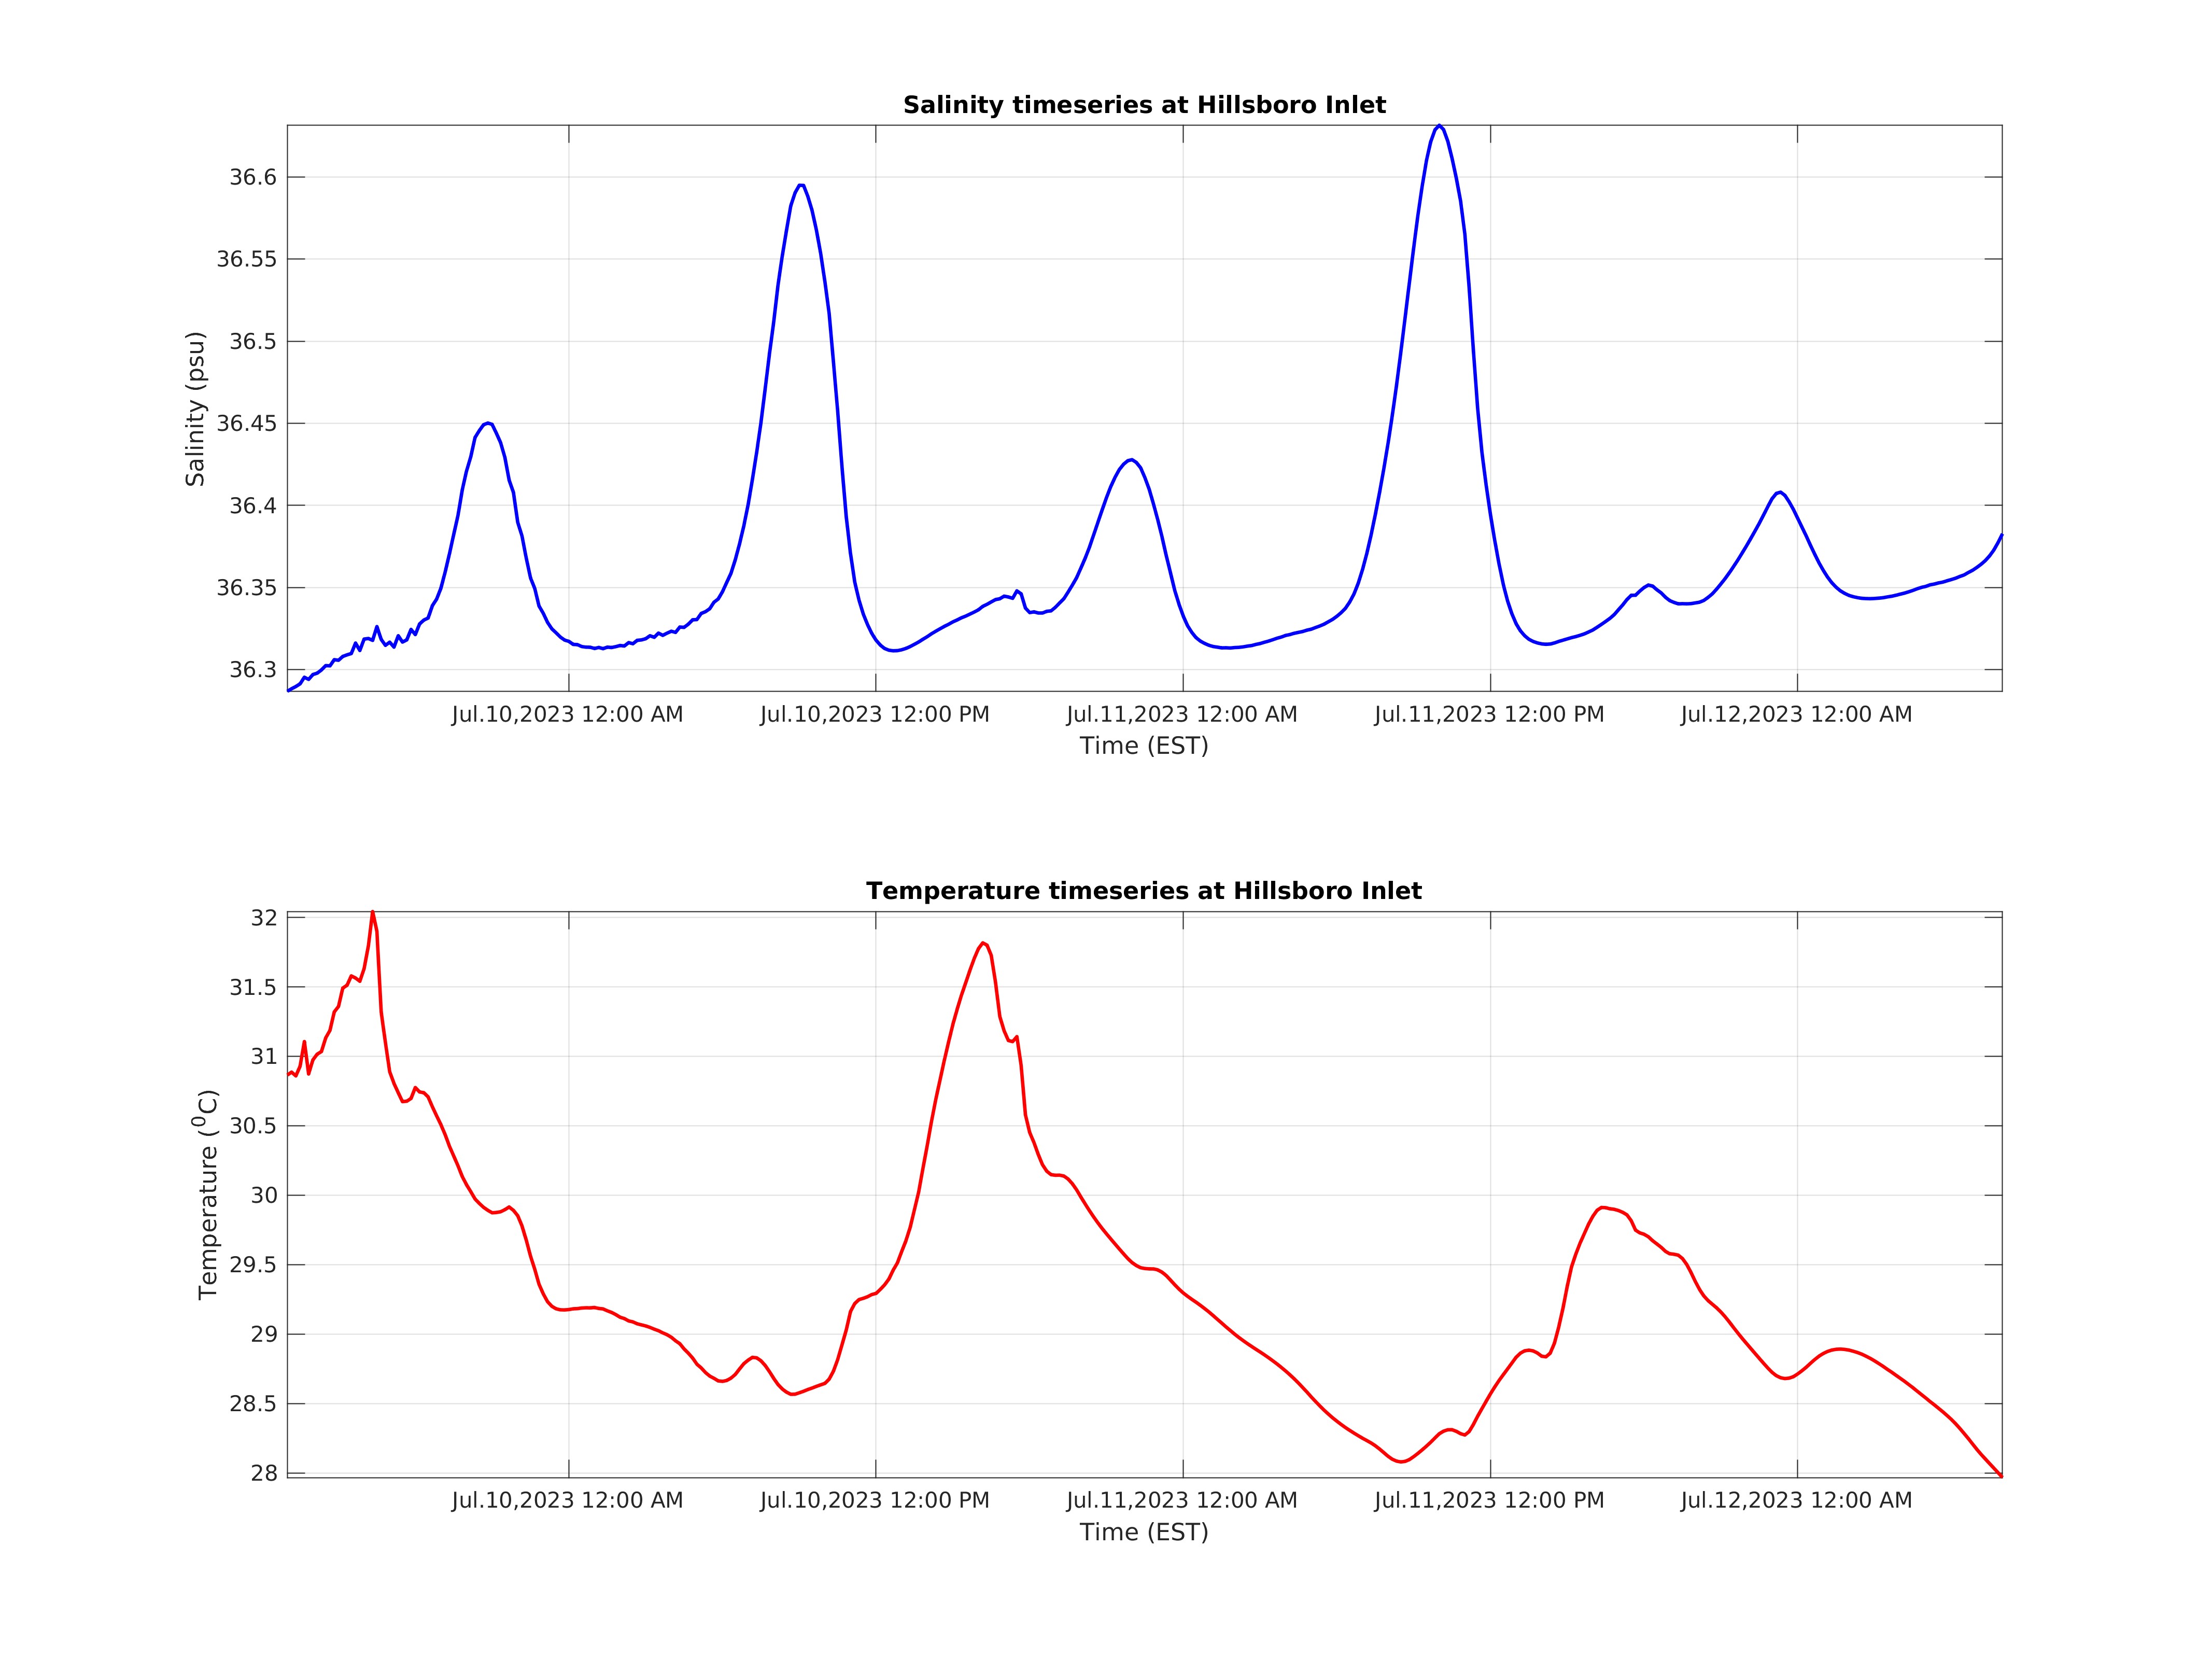 Salinity timeseries at Hillsboro Inlet
36.6
36.55
36.5
36.45
36.4
36.35
36.3
Salinity (psu)
Jul.10,2023 12:00 AM
Jul.10,2023 12:00 PM
Jul.11,2023 12:00 AM
Jul.11,2023 12:00 PM
Jul.12,2023 12:00 AM
Time (EST)
Temperature timeseries at Hillsboro Inlet
32
31.5
31
30.5
30
29.5
29
28.5
28
Temperature (⁰C)
Jul.10,2023 12:00 AM
Jul.10,2023 12:00 PM
Jul.11,2023 12:00 AM
Jul.11,2023 12:00 PM
Jul.12,2023 12:00 AM
Time (EST)